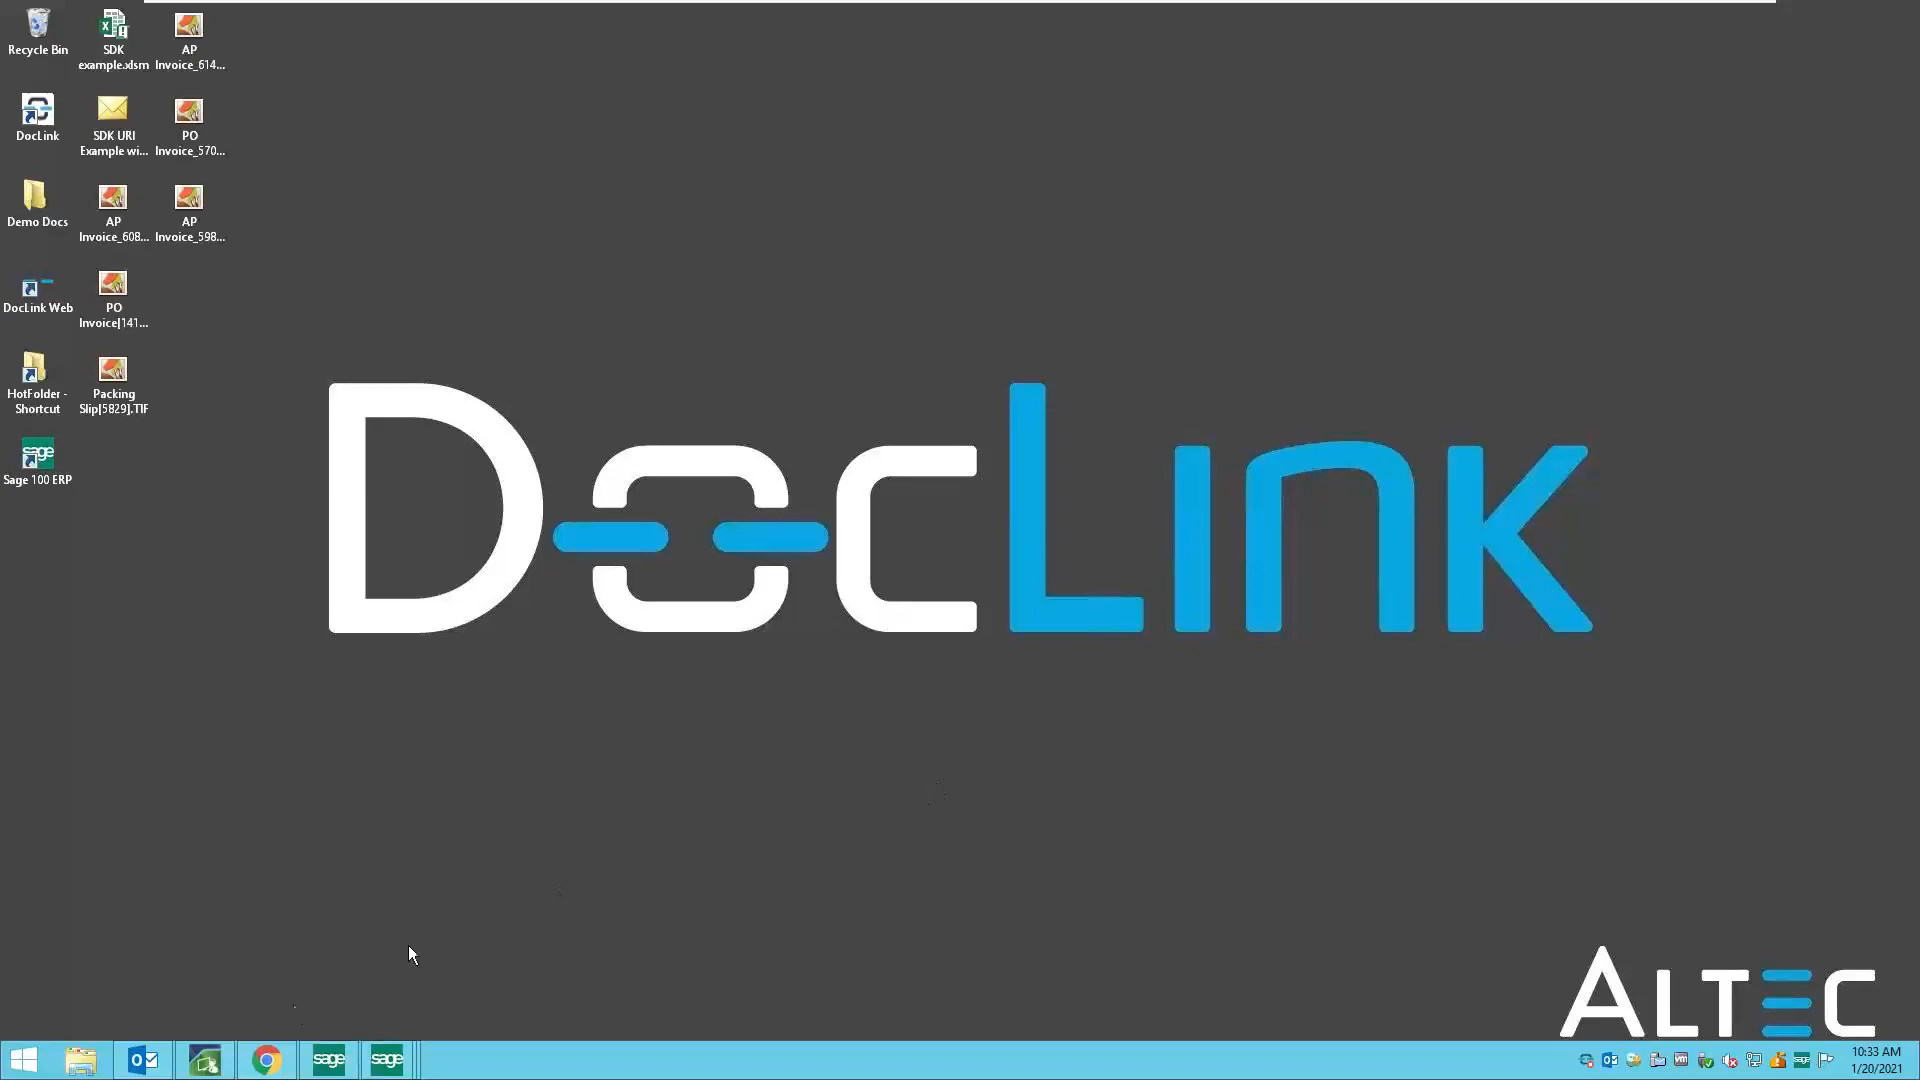 Recycle Bin
SDK
example.xlsm
AP
Invoice_614...
DocLink
SDK URI
Example wi...
PO
Invoice_570...
Demo Docs
AP
Invoice_608...
AP
Invoice_598...
DocLink Web
PO
Invoice[141...
HotFolder -
Shortcut
Packing
Slip[5829].TIF
sage
Sage 100 ERP
DocLink
ALTEC
sage
sage
10:33 AM
1/20/2021